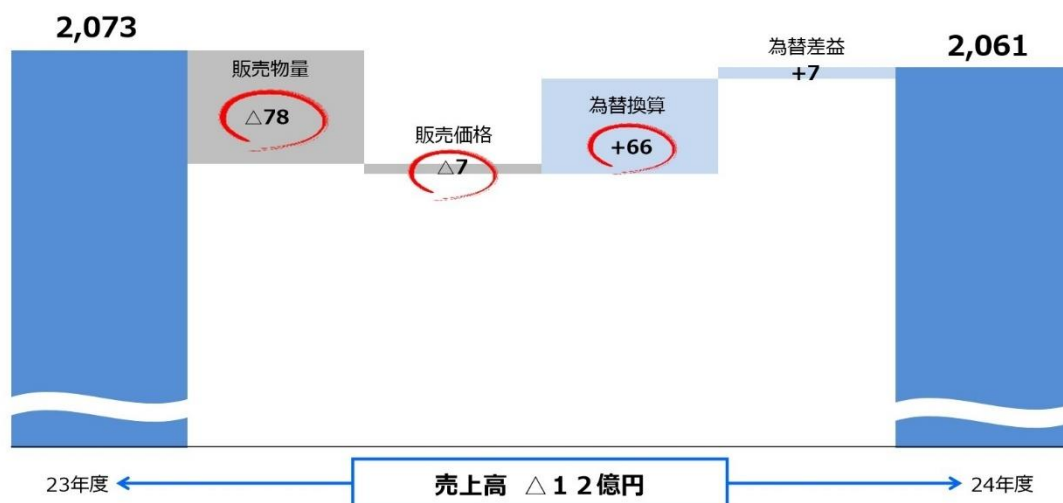 2,073
販売物量
△78
販売価格
△7
為替換算
+66
為替差益
+7
2,061
23年度
売上高 △12億円
24年度